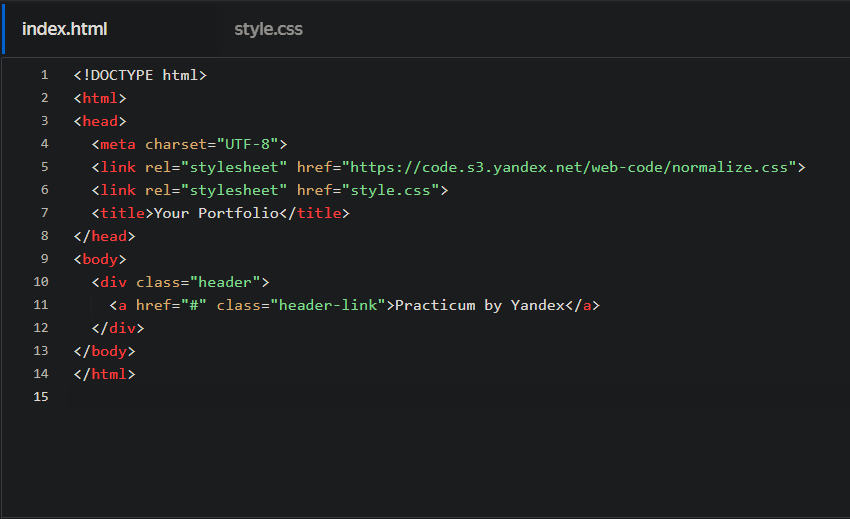 index.html style.css
1 <!DOCTYPE html>
2 <html>
3 <head>
4   <meta charset="UTF-8">
5   <link rel="stylesheet" href="https://code.s3.yandex.net/web-code/normalize.css">
6   <link rel="stylesheet" href="style.css">
7   <title>Your Portfolio</title>
8 </head>
9 <body>
10   <div class="header">
11     <a href="#" class="header-link">Practicum by Yandex</a>
12   </div>
13 </body>
14 </html>
15